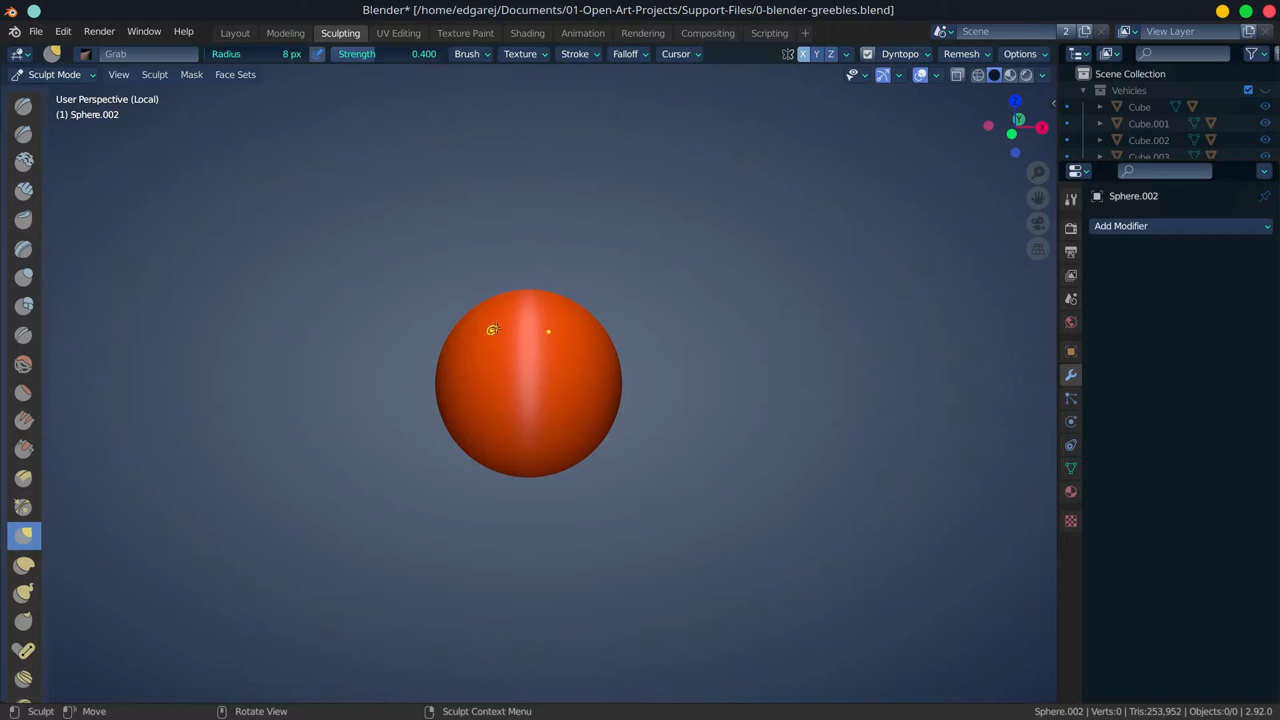 Blender* [/home/edgarej/Documents/01-Open-Art-Projects/Support-Files/0-blender-greebles.blend]
File Edit Render Window Help Layout Modeling Sculpting UV Editing Texture Paint Shading Animation Rendering Compositing Scripting Scene 2 View Layer
Grab Radius 8 px Strength 0.400 Brush Texture Stroke Falloff Cursor X Y Z Dyntopo Remesh Options
Sculpt Mode View Sculpt Mask Face Sets
Scene Collection
Vehicles
Cube
Cube.001
Cube.002
Cube.003
User Perspective (Local)
(1) Sphere.002
Z
Y
X
Sphere.002
Add Modifier
Sculpt Move Rotate View Sculpt Context Menu Sphere.002 | Verts:0 | Tris:253,952 | Objects:0/0 | 2.92.0